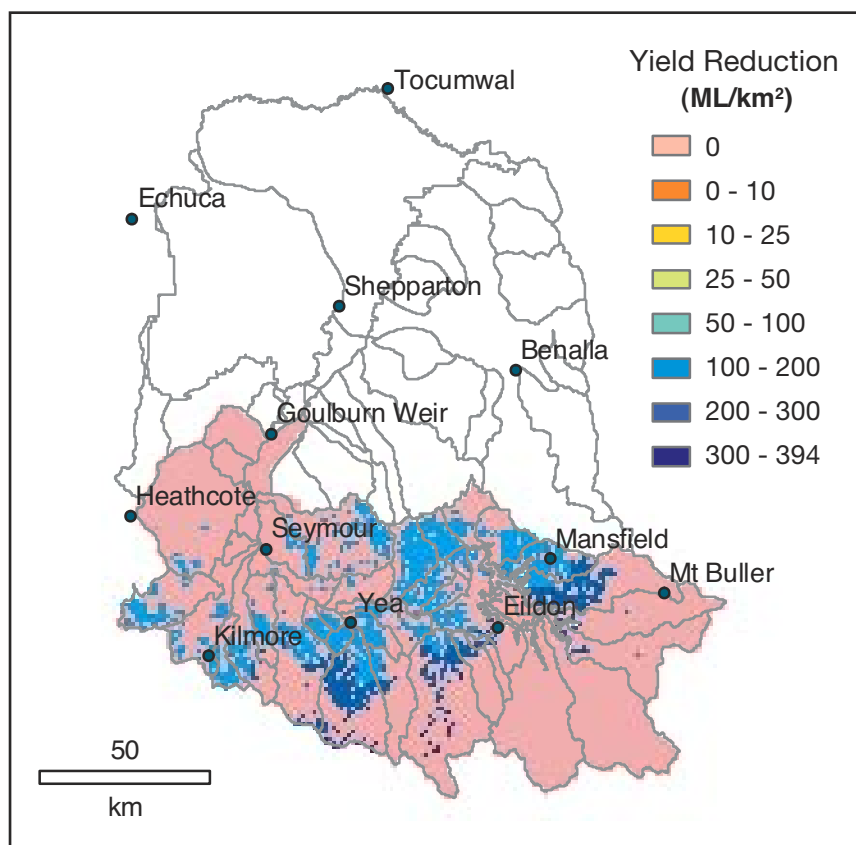 Yield Reduction
(ML/km²)
0
0 - 10
10 - 25
25 - 50
50 - 100
100 - 200
200 - 300
300 - 394
Tocumwal
Echuca
Shepparton
Benalla
Goulburn Weir
Heathcote
Seymour
Mansfield
Mt Buller
Yea
Eildon
Kilmore
50
km